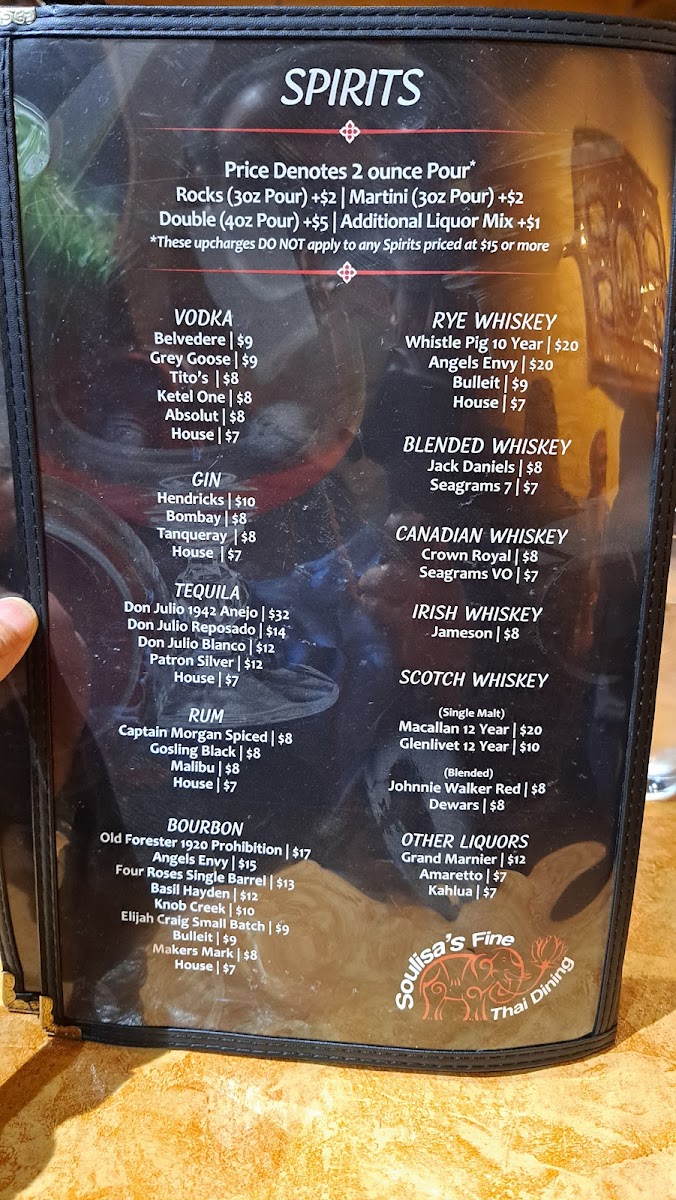 SPIRITS
Price Denotes 2 ounce Pour*
Rocks (3oz Pour) +$2 | Martini (3oz Pour) +$2
Double (4oz Pour) +$5 | Additional Liquor Mix +$1
*These upcharges DO NOT apply to any Spirits priced at $15 or more
VODKA
Belvedere | $9
Grey Goose | $9
Tito's | $8
Ketel One | $8
Absolut | $8
House | $7
GIN
Hendricks | $10
Bombay | $8
Tanqueray | $8
House | $7
TEQUILA
Don Julio 1942 Anejo | $32
Don Julio Reposado | $14
Don Julio Blanco | $12
Patron Silver | $12
House | $7
RUM
Captain Morgan Spiced | $8
Gosling Black | $8
Malibu | $8
House | $7
BOURBON
Old Forester 1920 Prohibition | $17
Angels Envy | $15
Four Roses Single Barrel | $13
Basil Hayden | $12
Knob Creek | $10
Elijah Craig Small Batch | $9
Bulleit | $9
Makers Mark | $8
House | $7
RYE WHISKEY
Whistle Pig 10 Year | $20
Angels Envy | $20
Bulleit | $9
House | $7
BLENDED WHISKEY
Jack Daniels | $8
Seagrams 7 | $7
CANADIAN WHISKEY
Crown Royal | $8
Seagrams VO | $7
IRISH WHISKEY
Jameson | $8
SCOTCH WHISKEY
(Single Malt)
Macallan 12 Year | $20
Glenlivet 12 Year | $10
(Blended)
Johnnie Walker Red | $8
Dewars | $8
OTHER LIQUORS
Grand Marnier | $12
Amaretto | $7
Kahlua | $7
Soulisa's Fine
Thai Dining